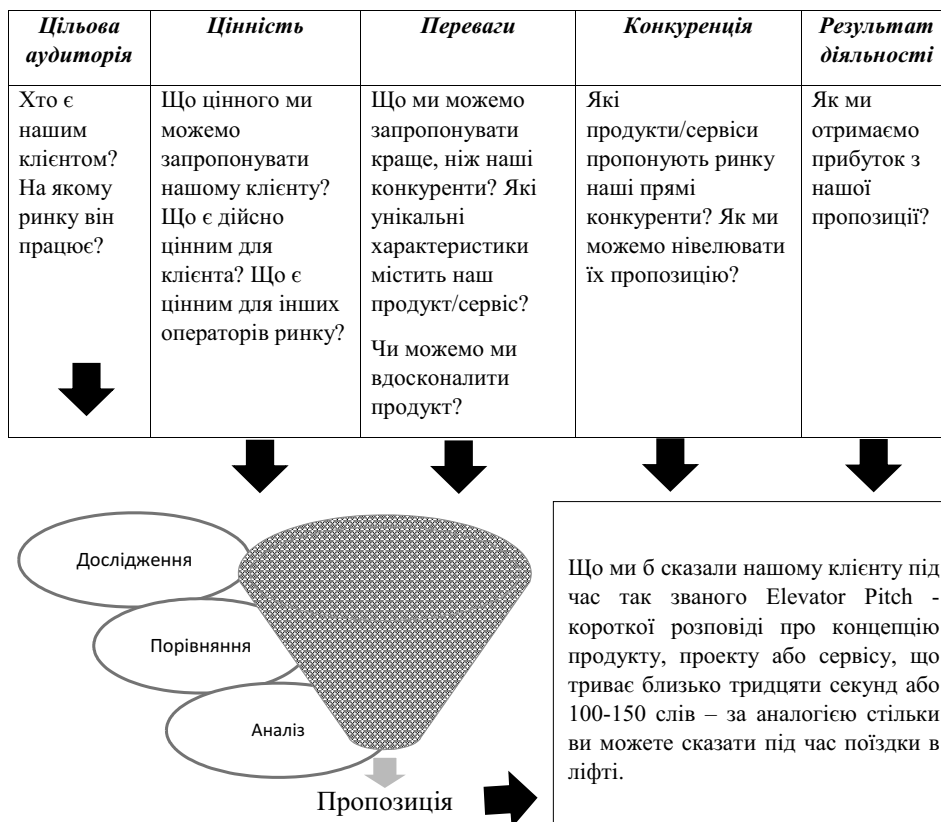 Цільова
аудиторія
Цінність
Переваги
Конкуренція
Результат
діяльності
Хто є
нашим
клієнтом?
На якому
ринку він
працює?
Що цінного ми
можемо
запропонувати
нашому клієнту?
Що є дійсно
цінним для
клієнта? Що є
цінним для інших
операторів ринку?
Що ми можемо
запропонувати
краще, ніж наші
конкуренти? Які
унікальні
характеристики
містить наш
продукт/сервіс?
Чи можемо ми
вдосконалити
продукт?
Які
продукти/сервіси
пропонують ринку
наші прямі
конкуренти? Як ми
можемо нівелювати
їх пропозицію?
Як ми
отримаємо
прибуток з
нашої
пропозиції?
Дослідження
Порівняння
Аналіз
Пропозиція
Що ми б сказали нашому клієнту під
час так званого Elevator Pitch -
короткої розповіді про концепцію
продукту, проекту або сервісу, що
триває близько тридцяти секунд або
100-150 слів – за аналогією стільки
ви можете сказати під час поїздки в
ліфті.